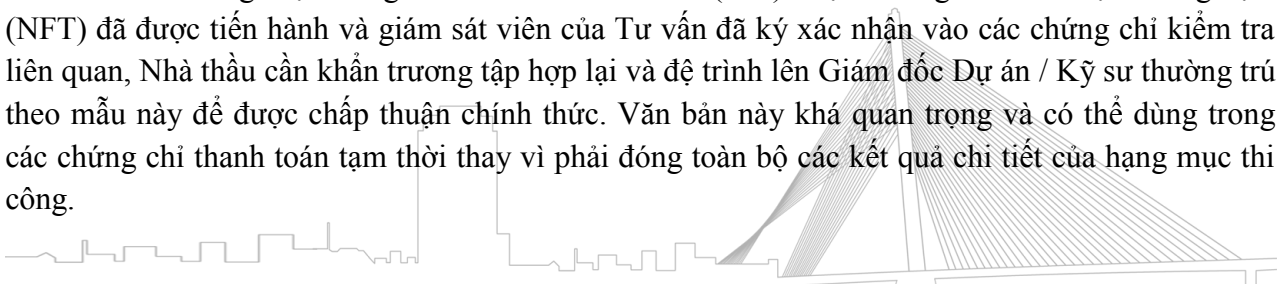 (NFT) đã được tiến hành và giám sát viên của Tư vấn đã ký xác nhận vào các chứng chỉ kiểm tra
liên quan, Nhà thầu cần khẩn trương tập hợp lại và đệ trình lên Giám đốc Dự án / Kỹ sư thường trú
theo mẫu này để được chấp thuận chính thức. Văn bản này khá quan trọng và có thể dùng trong
các chứng chỉ thanh toán tạm thời thay vì phải đóng toàn bộ các kết quả chi tiết của hạng mục thi
công.